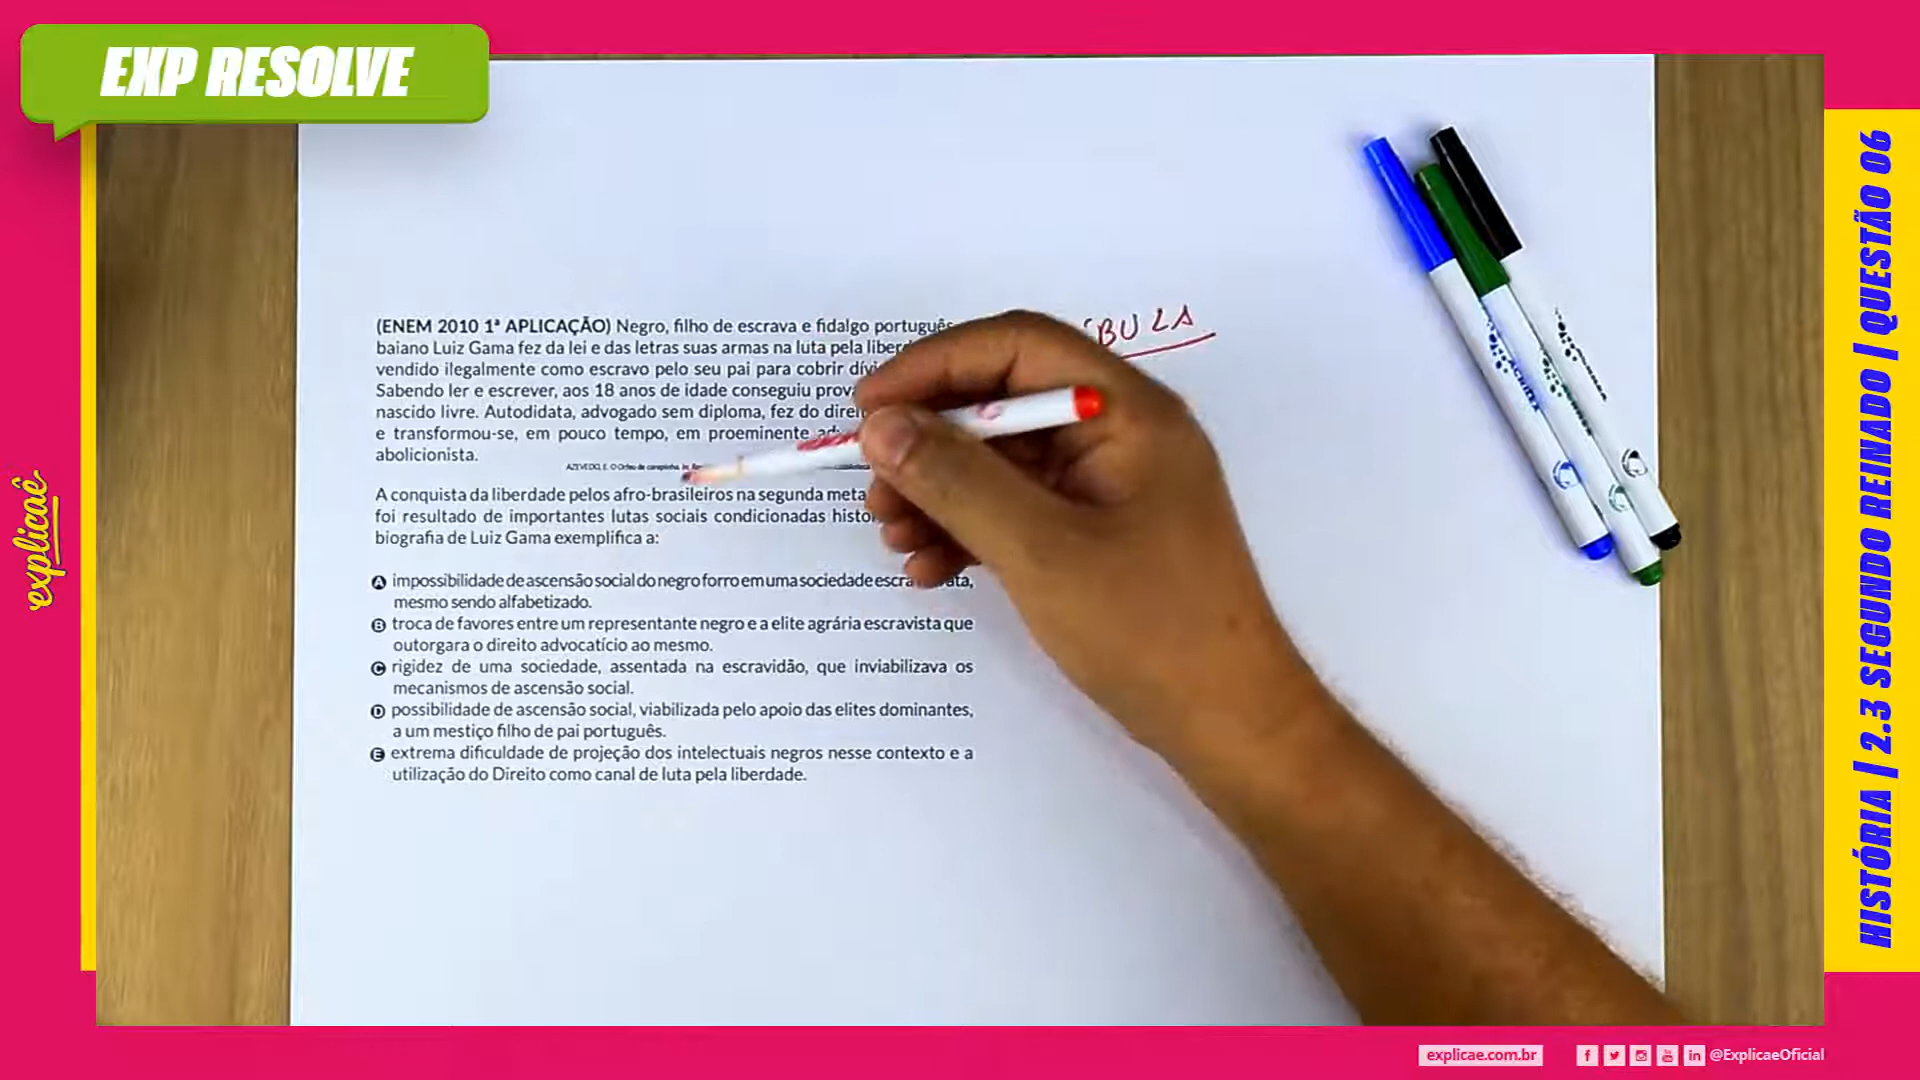 EXP RESOLVE
(ENEM 2010 1ª APLICAÇÃO) Negro, filho de escrava e fidalgo português,
baiano Luiz Gama fez da lei e das letras suas armas na luta pela
vendido ilegalmente como escravo pelo seu pai para cobrir
Sabendo ler e escrever, aos 18 anos de idade conseguiu
nascido livre. Autodidata, advogado sem diploma, fez do
e transformou-se, em pouco tempo, em proeminente
abolicionista.
AZEVEDO, E. O Orfeu de carapinha.
A conquista da liberdade pelos afro-brasileiros na segunda meta
foi resultado de importantes lutas sociais condicionadas
biografia de Luiz Gama exemplifica a:
A impossibilidade de ascensão social do negro forro em uma sociedade
mesmo sendo alfabetizado.
B troca de favores entre um representante negro e a elite agrária escravista que
outorgara o direito advocatício ao mesmo.
C rigidez de uma sociedade, assentada na escravidão, que inviabilizava os
mecanismos de ascensão social.
D possibilidade de ascensão social, viabilizada pelo apoio das elites dominantes,
a um mestiço filho de pai português.
E extrema dificuldade de projeção dos intelectuais negros nesse contexto e a
utilização do Direito como canal de luta pela liberdade.
BULA
HISTÓRIA | 2.3 SEGUNDO REINADO | QUESTÃO 06
explicaê
explicae.com.br
@ExplicaeOficial